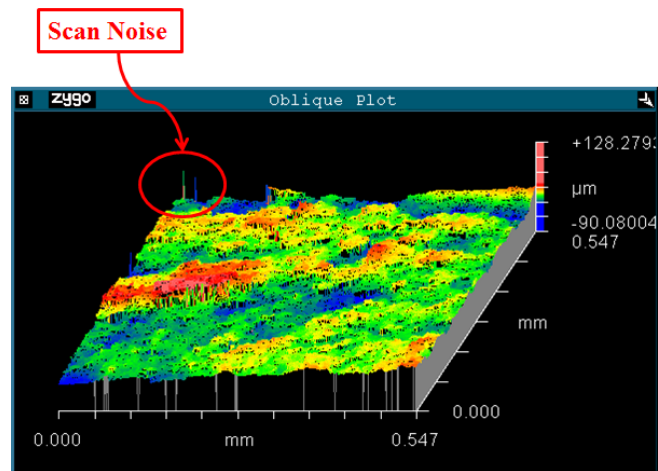 Scan Noise
zygo
Oblique Plot
+128.2793
µm
-90.08004
0.547
mm
0.000
0.000
mm
0.547